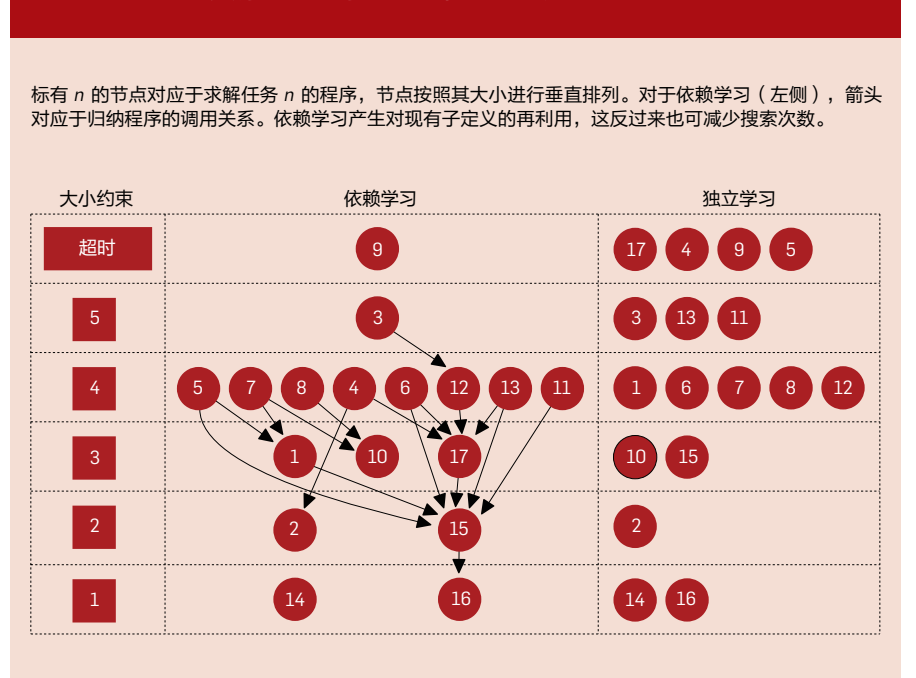 标有 n 的节点对应于求解任务 n 的程序，节点按照其大小进行垂直排列。对于依赖学习（左侧），箭头
对应于归纳程序的调用关系。依赖学习产生对现有子定义的再利用，这反过来也可减少搜索次数。
大小约束 依赖学习 独立学习
超时 9 17 4 9 5
5 3 3 13 11
4 5 7 8 4 6 12 13 11 1 6 7 8 12
3 1 10 17 10 15
2 2 15 2
1 14 16 14 16